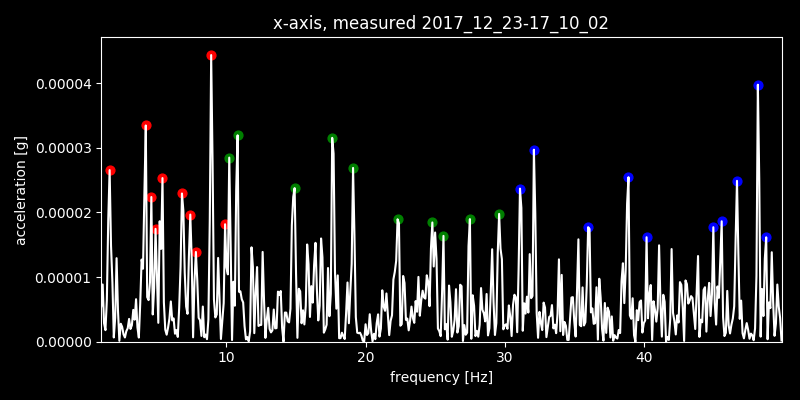 x-axis, measured 2017_12_23-17_10_02
acceleration [g]
0.00004
0.00003
0.00002
0.00001
0.00000
10 20 30 40
frequency [Hz]